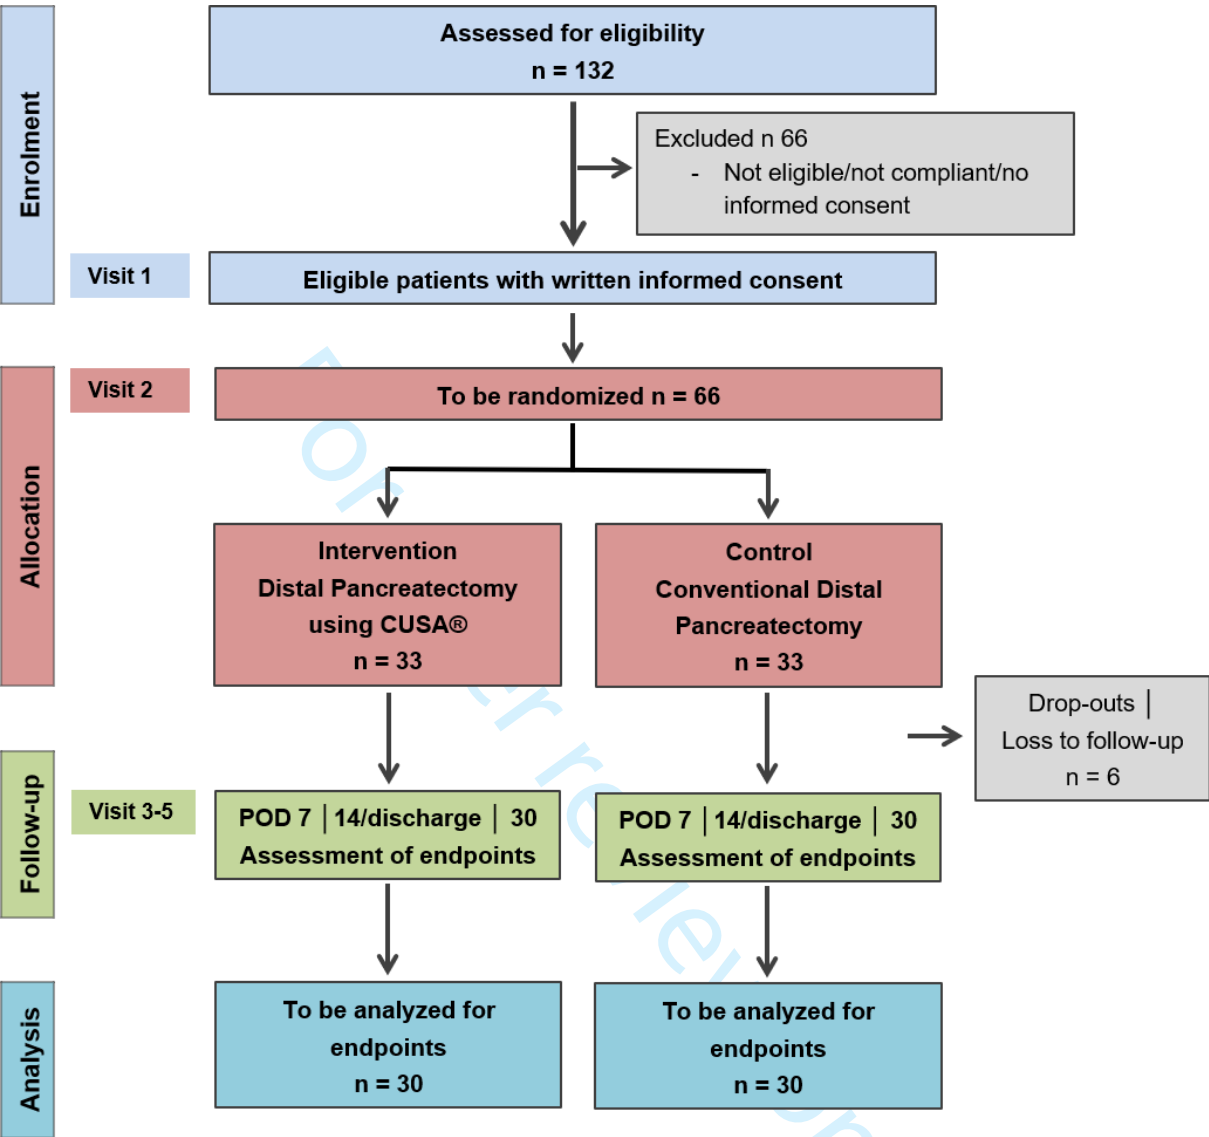 Assessed for eligibility
n = 132
Enrolment
Excluded n 66
- Not eligible/not compliant/no
informed consent
Visit 1
Eligible patients with written informed consent
Visit 2
To be randomized n = 66
Allocation
Intervention
Distal Pancreatectomy
using CUSA®
n = 33
Control
Conventional Distal
Pancreatectomy
n = 33
Drop-outs │
Loss to follow-up
n = 6
Follow-up
Visit 3-5
POD 7 │14/discharge │ 30
Assessment of endpoints
POD 7 │14/discharge │ 30
Assessment of endpoints
Analysis
To be analyzed for
endpoints
n = 30
To be analyzed for
endpoints
n = 30